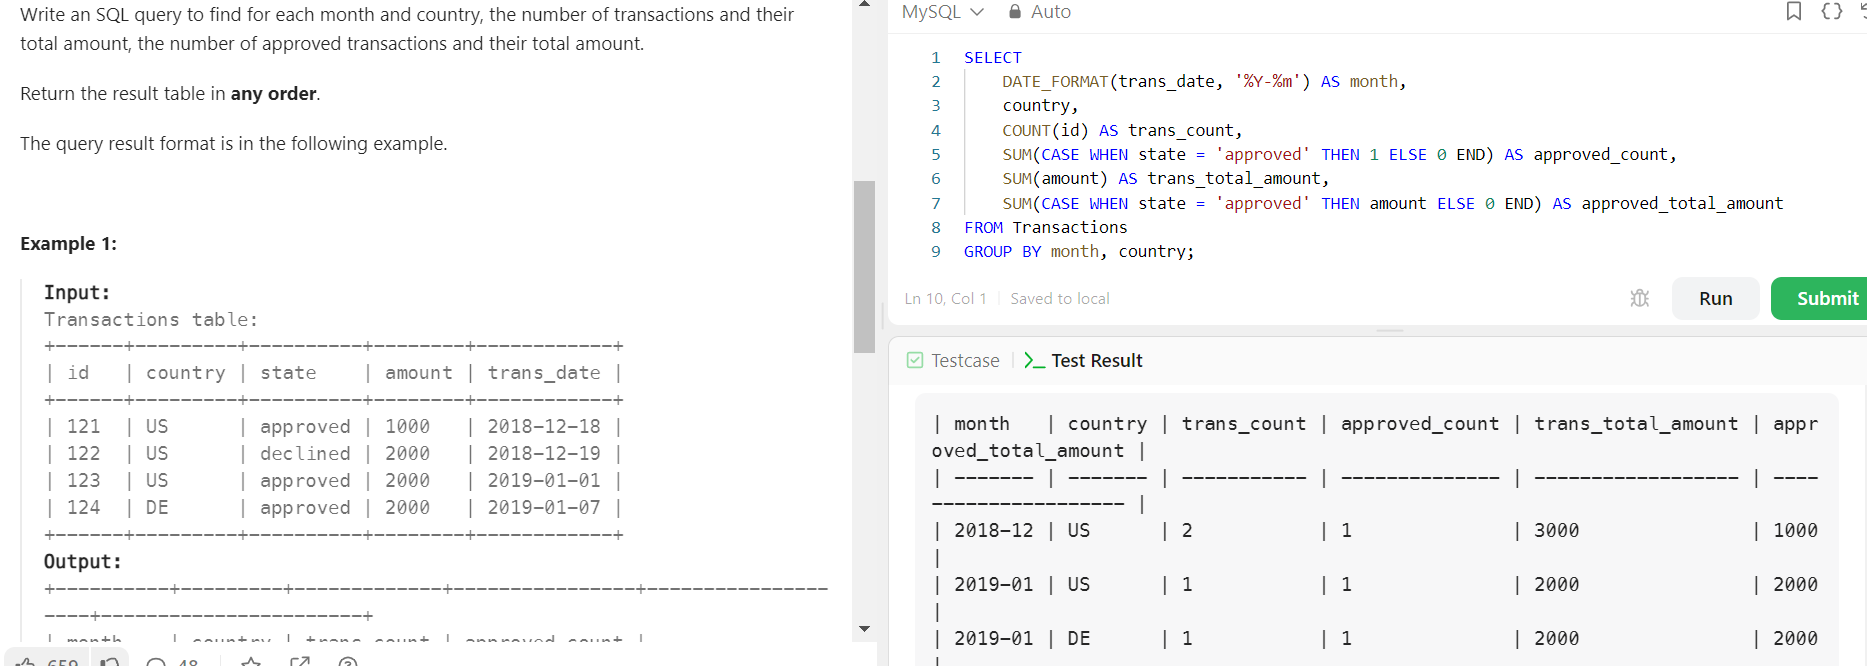 Write an SQL query to find for each month and country, the number of transactions and their
total amount, the number of approved transactions and their total amount.
Return the result table in any order.
The query result format is in the following example.
Example 1:
Input:
Transactions table:
+------+---------+----------+--------+------------+
| id   | country | state    | amount | trans_date |
+------+---------+----------+--------+------------+
| 121  | US      | approved | 1000   | 2018-12-18 |
| 122  | US      | declined | 2000   | 2018-12-19 |
| 123  | US      | approved | 2000   | 2019-01-01 |
| 124  | DE      | approved | 2000   | 2019-01-07 |
+------+---------+----------+--------+------------+
Output:
+----------+---------+-------------+----------------+----------------
----+-----------------------+
| month    | country | trans_count | approved_count |
659
48
MySQL
Auto
1 SELECT
2     DATE_FORMAT(trans_date, '%Y-%m') AS month,
3     country,
4     COUNT(id) AS trans_count,
5     SUM(CASE WHEN state = 'approved' THEN 1 ELSE 0 END) AS approved_count,
6     SUM(amount) AS trans_total_amount,
7     SUM(CASE WHEN state = 'approved' THEN amount ELSE 0 END) AS approved_total_amount
8 FROM Transactions
9 GROUP BY month, country;
Ln 10, Col 1 | Saved to local
Run
Submit
Testcase | >_ Test Result
| month   | country | trans_count | approved_count | trans_total_amount | appr
oved_total_amount |
| ------- | ------- | ----------- | -------------- | ------------------ | ----
----------------- |
| 2018-12 | US      | 2           | 1              | 3000               | 1000
|
| 2019-01 | US      | 1           | 1              | 2000               | 2000
|
| 2019-01 | DE      | 1           | 1              | 2000               | 2000
|